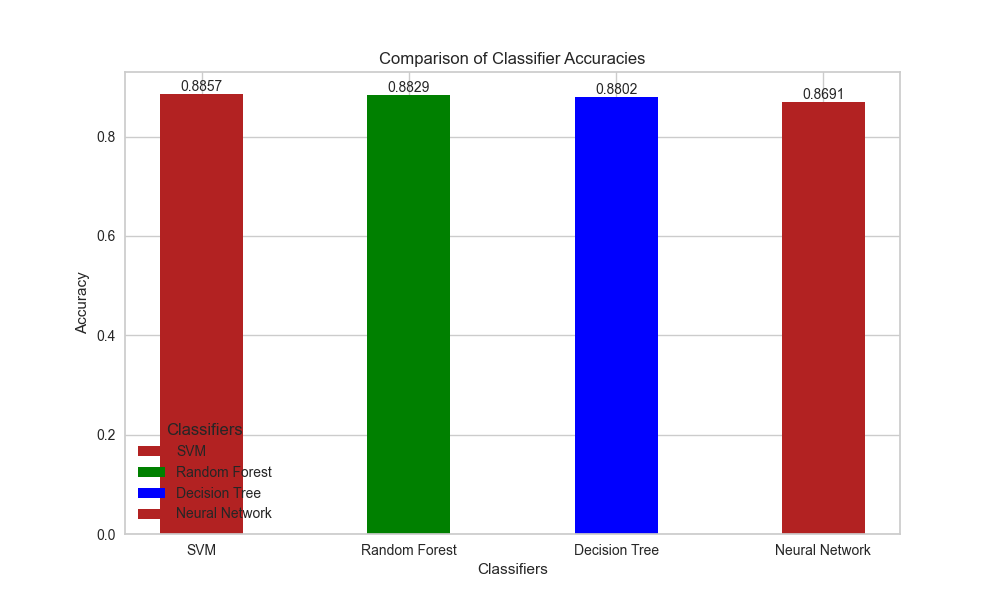 Comparison of Classifier Accuracies
0.8857
0.8829
0.8802
0.8691
0.8
0.6
0.4
0.2
0.0
Accuracy
Classifiers
SVM
Random Forest
Decision Tree
Neural Network
SVM
Random Forest
Decision Tree
Neural Network
Classifiers